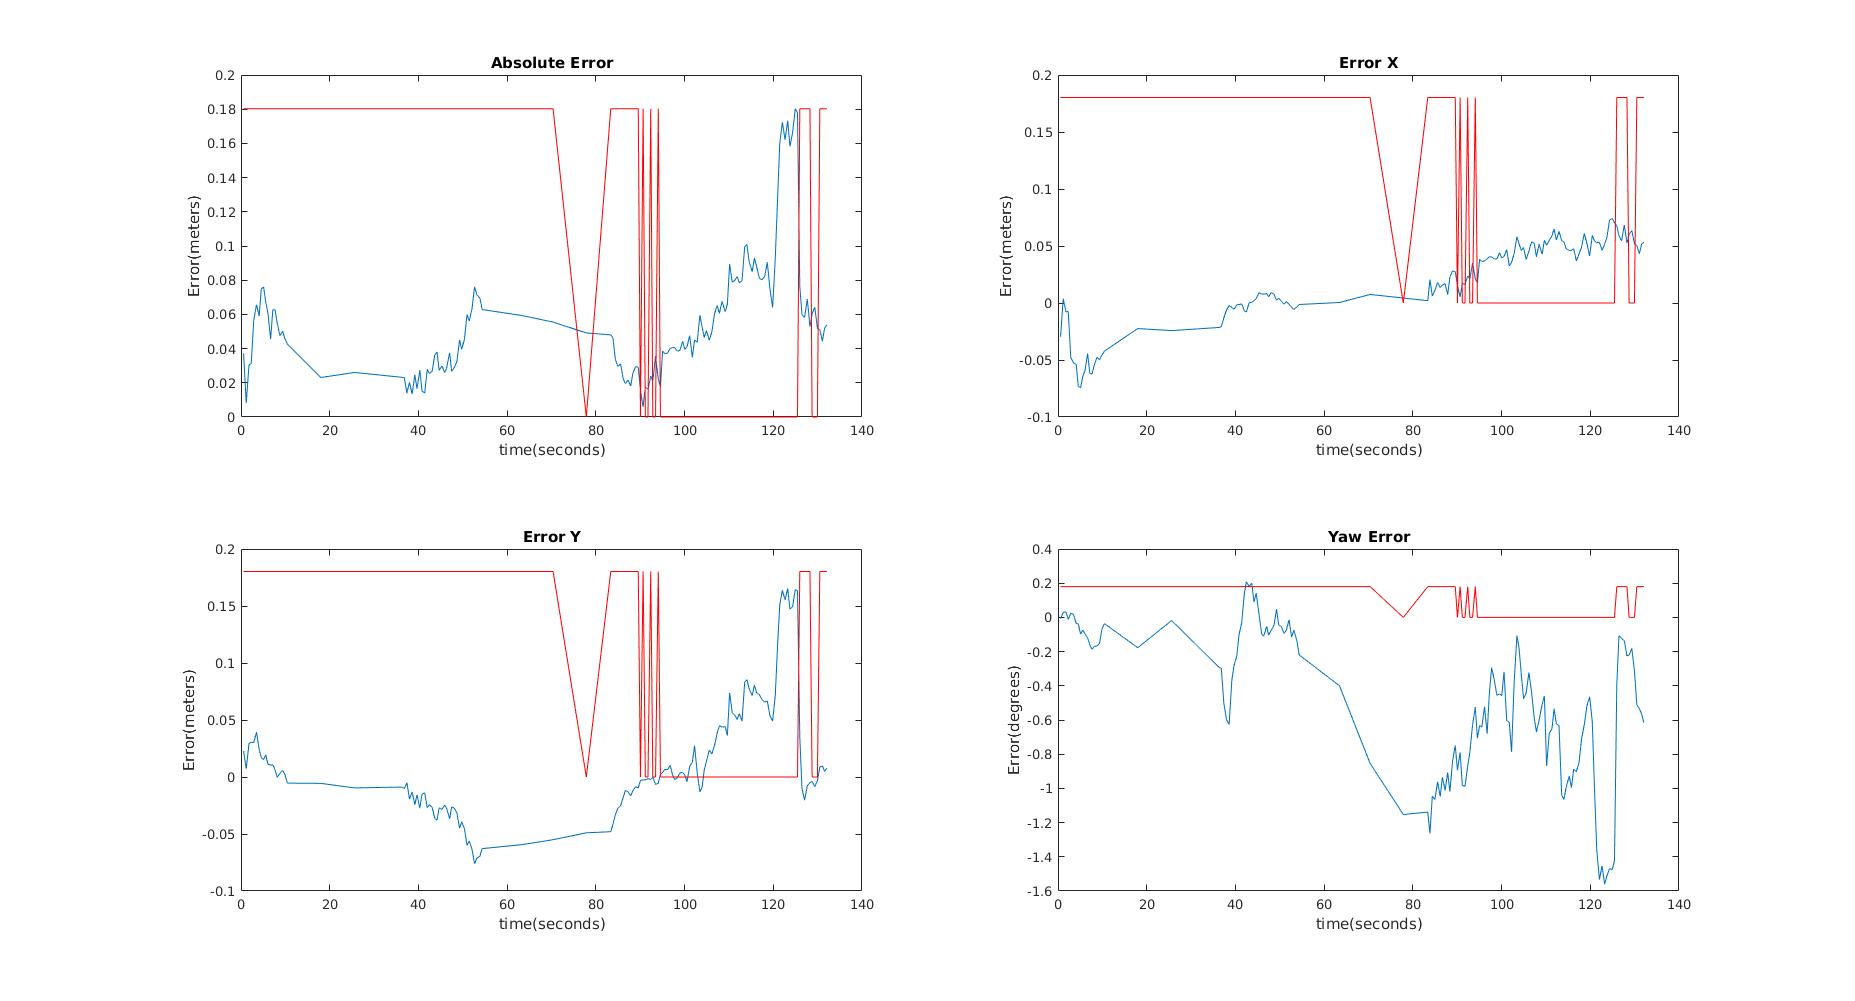 Absolute Error
0.2
0.18
0.16
0.14
0.12
0.1
0.08
0.06
0.04
0.02
0
Error(meters)
0 20 40 60 80 100 120 140
time(seconds)
Error X
0.2
0.15
0.1
0.05
0
-0.05
-0.1
Error(meters)
0 20 40 60 80 100 120 140
time(seconds)
Error Y
0.2
0.15
0.1
0.05
0
-0.05
-0.1
Error(meters)
0 20 40 60 80 100 120 140
time(seconds)
Yaw Error
0.4
0.2
0
-0.2
-0.4
-0.6
-0.8
-1
-1.2
-1.4
-1.6
Error(degrees)
0 20 40 60 80 100 120 140
time(seconds)